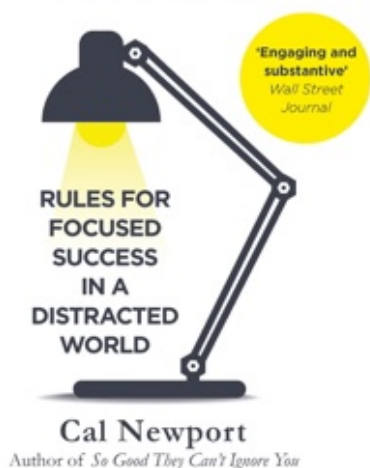 'Engaging and
substantive'
Wall Street
Journal
RULES FOR
FOCUSED
SUCCESS
IN A
DISTRACTED
WORLD
Cal Newport
Author of So Good They Can't Ignore You